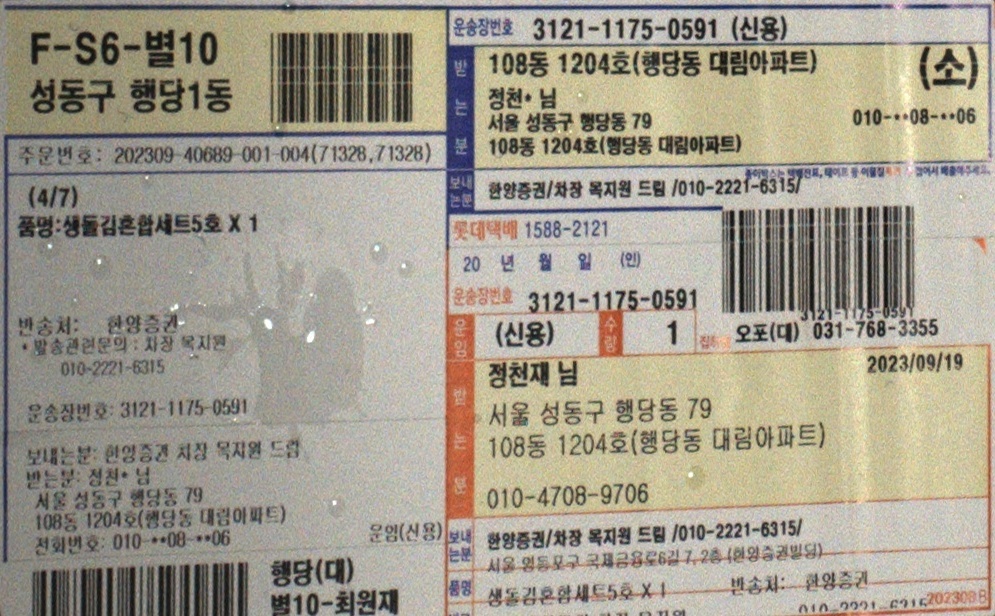 F-S6-별10
성동구 행당1동
주문번호: 202309-40689-001-004(71328,71328)
(4/7)
품명:생돌김혼합세트5호 X 1
반송처: 한양증권
* 발송관련문의 : 차장 목지원
010-2221-6315
운송장번호: 3121-1175-0591
보내는분: 한양증권 차장 목지원 드림
받는분: 정천* 님
서울 성동구 행당동 79
108동 1204호(행당동 대림아파트)
전화번호: 010-**08-**06
운임(신용)
행당(대)
별10-최원재
운송장번호 3121-1175-0591 (신용)
받는분
108동 1204호(행당동 대림아파트)
(소)
정천* 님
010-**08-**06
서울 성동구 행당동 79
108동 1204호(행당동 대림아파트)
보내는분 한양증권/차장 목지원 드림 /010-2221-6315/
롯데택배 1588-2121
20 년 월 일 (인)
운송장번호 3121-1175-0591
3121-1175-0591
운임 (신용) 수량 1 오포(대) 031-768-3355
받는분
정천재 님 2023/09/19
서울 성동구 행당동 79
108동 1204호(행당동 대림아파트)
010-4708-9706
보내는분 한양증권/차장 목지원 드림 /010-2221-6315/
서울 영등포구 국제금융로6길 7, 2층 (한양증권빌딩)
품명 생돌김혼합세트5호 X 1 반송처: 한양증권
차장 목지원 010-2221-6315
202308B